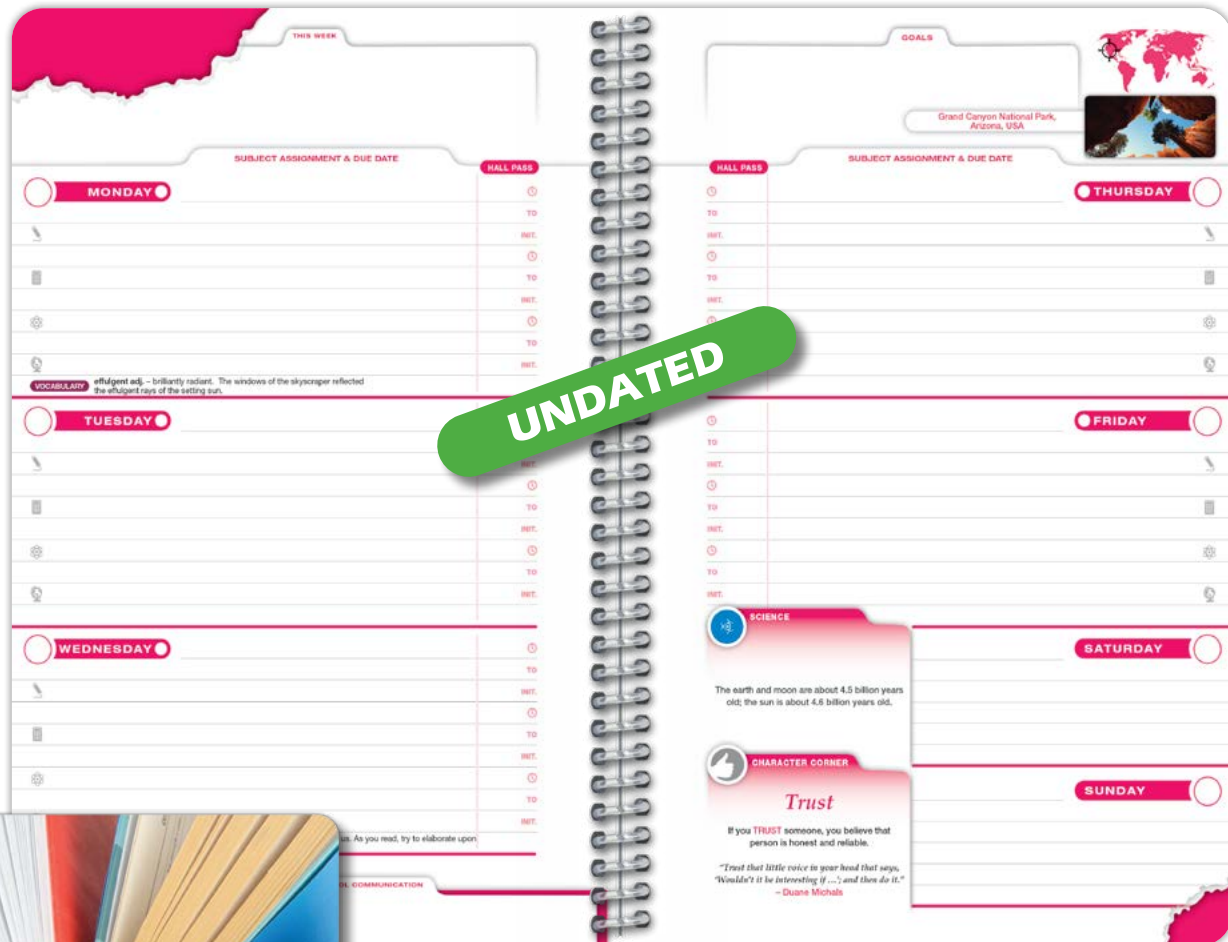 THIS WEEK
SUBJECT ASSIGNMENT & DUE DATE
HALL PASS
MONDAY
TO
INIT.
TO
INIT.
TO
INIT.
VOCABULARY
effulgent adj. – brilliantly radiant. The windows of the skyscraper reflected
the effulgent rays of the setting sun.
TUESDAY
INIT.
TO
INIT.
TO
INIT.
WEDNESDAY
TO
INIT.
TO
INIT.
TO
INIT.
us. As you read, try to elaborate upon
COMMUNICATION
UNDATED
GOALS
Grand Canyon National Park,
Arizona, USA
SUBJECT ASSIGNMENT & DUE DATE
HALL PASS
THURSDAY
TO
INIT.
TO
INIT.
FRIDAY
TO
INIT.
TO
INIT.
TO
INIT.
SCIENCE
The earth and moon are about 4.5 billion years
old; the sun is about 4.6 billion years old.
SATURDAY
CHARACTER CORNER
Trust
If you TRUST someone, you believe that
person is honest and reliable.
"Trust that little voice in your head that says,
'Wouldn't it be interesting if ...'; and then do it."
– Duane Michals
SUNDAY